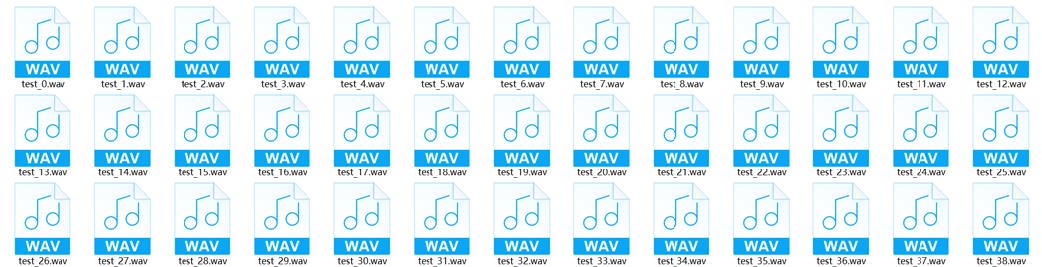 WAV WAV WAV WAV WAV WAV WAV WAV WAV WAV WAV WAV WAV
test_0.wav test_1.wav test_2.wav test_3.wav test_4.wav test_5.wav test_6.wav test_7.wav test_8.wav test_9.wav test_10.wav test_11.wav test_12.wav
WAV WAV WAV WAV WAV WAV WAV WAV WAV WAV WAV WAV WAV
test_13.wav test_14.wav test_15.wav test_16.wav test_17.wav test_18.wav test_19.wav test_20.wav test_21.wav test_22.wav test_23.wav test_24.wav test_25.wav
WAV WAV WAV WAV WAV WAV WAV WAV WAV WAV WAV WAV WAV
test_26.wav test_27.wav test_28.wav test_29.wav test_30.wav test_31.wav test_32.wav test_33.wav test_34.wav test_35.wav test_36.wav test_37.wav test_38.wav